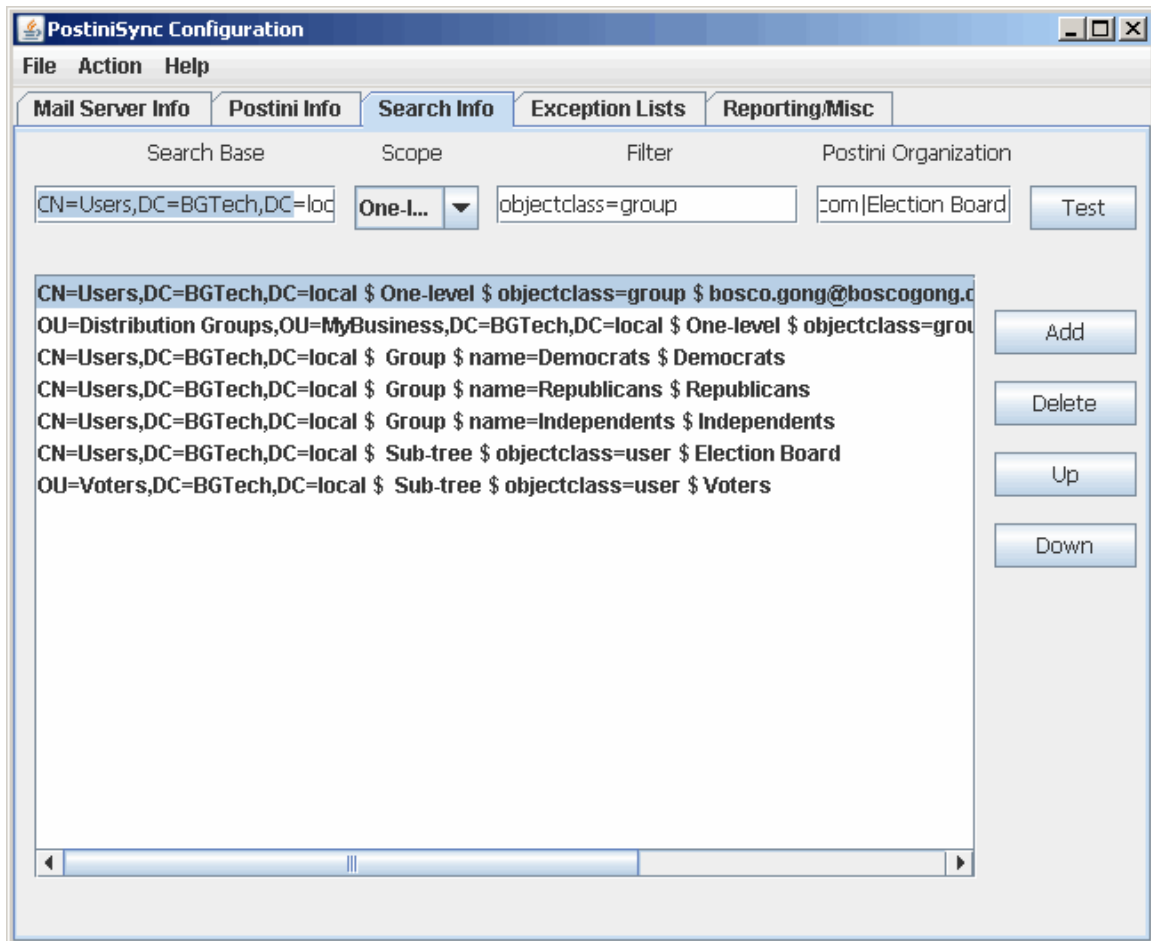 PostiniSync Configuration
File Action Help
Mail Server Info Postini Info Search Info Exception Lists Reporting/Misc
Search Base Scope Filter Postini Organization
CN=Users,DC=BGTech,DC=loc One-l... objectclass=group com|Election Board Test
CN=Users,DC=BGTech,DC=local $ One-level $ objectclass=group $ bosco.gong@boscogong.c
OU=Distribution Groups,OU=MyBusiness,DC=BGTech,DC=local $ One-level $ objectclass=grou
CN=Users,DC=BGTech,DC=local $ Group $ name=Democrats $ Democrats
CN=Users,DC=BGTech,DC=local $ Group $ name=Republicans $ Republicans
CN=Users,DC=BGTech,DC=local $ Group $ name=Independents $ Independents
CN=Users,DC=BGTech,DC=local $ Sub-tree $ objectclass=user $ Election Board
OU=Voters,DC=BGTech,DC=local $ Sub-tree $ objectclass=user $ Voters
Add
Delete
Up
Down